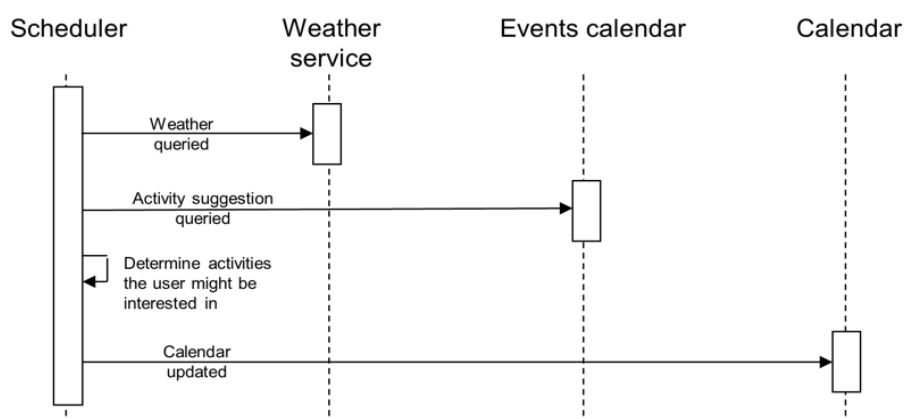 Scheduler
Weather
service
Events calendar
Calendar
Weather
queried
Activity suggestion
queried
Determine activities
the user might be
interested in
Calendar
updated